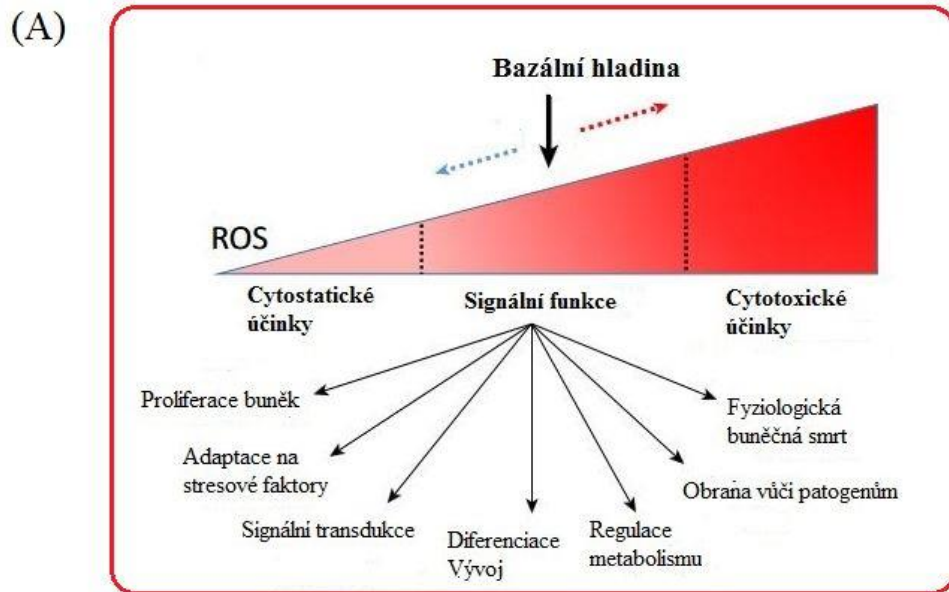 (A)
Bazální hladina
ROS
Cytostatické
účinky
Signální funkce
Cytotoxické
účinky
Proliferace buněk
Adaptace na
stresové faktory
Signální transdukce
Diferenciace
Vývoj
Regulace
metabolismu
Obrana vůči patogenům
Fyziologická
buněčná smrt